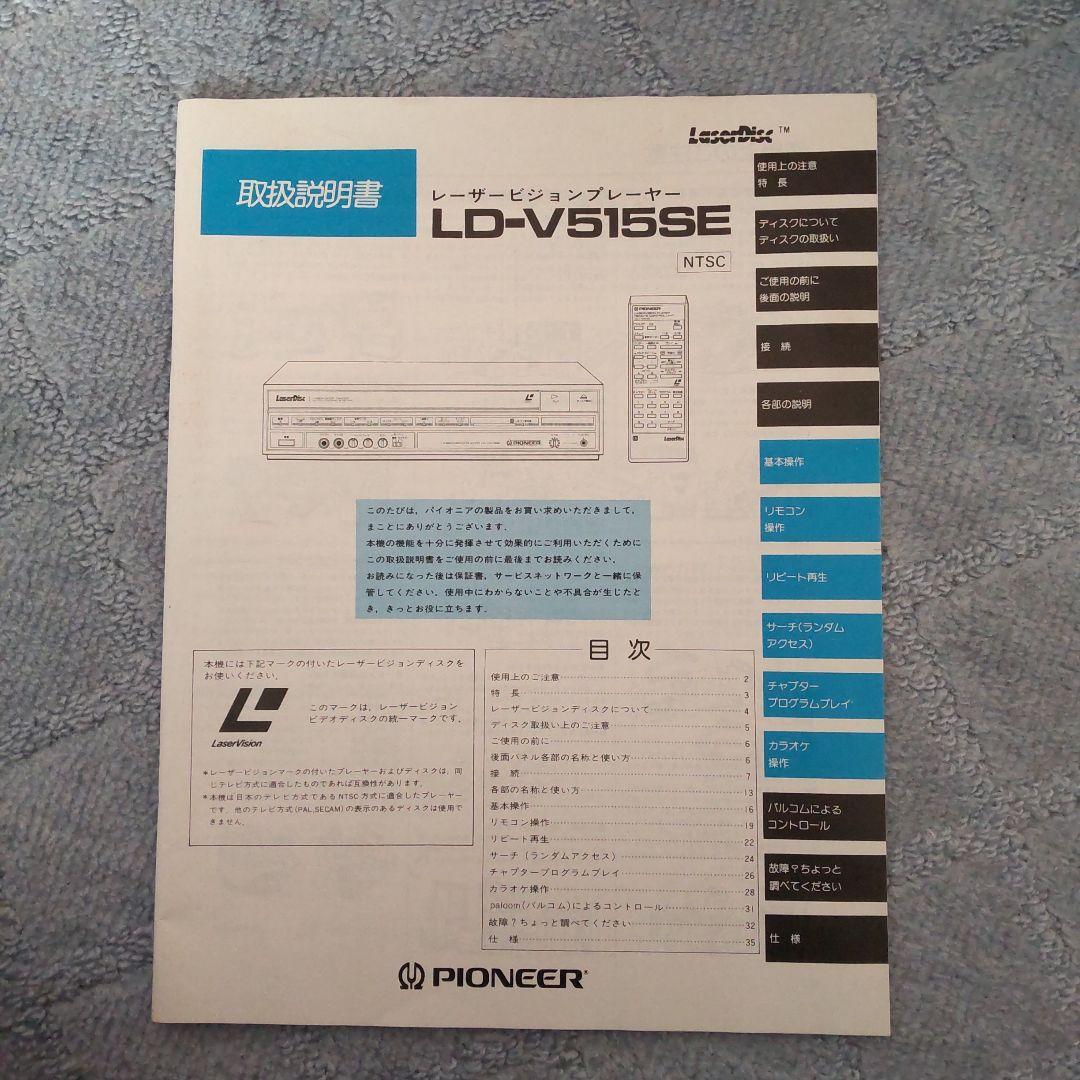 LaserDisc™
取扱説明書
レーザービジョンプレーヤー
LD-V515SE
NTSC
PIONEER
LaserDisc
LaserDisc
PIONEER
このたびは，パイオニアの製品をお買い求めいただきまして，
まことにありがとうございます．
本機の機能を十分に発揮させて効果的にご利用いただくために
この取扱説明書をご使用の前に最後までお読みください．
お読みになった後は保証書，サービスネットワークと一緒に保
管してください．使用中にわからないことや不具合が生じたと
き，きっとお役に立ちます．
本機には下記マークの付いたレーザービジョンディスクを
お使いください．
LaserVision
このマークは，レーザービジョン
ビデオディスクの統一マークです．
＊レーザービジョンマークの付いたプレーヤーおよびディスクは，同
じテレビ方式に適合したものであれば互換性があります．
＊本機は日本のテレビ方式であるNTSC方式に適合したプレーヤー
です．他のテレビ方式(PAL,SECAM)の表示のあるディスクは使用で
きません．
目 次
使用上のご注意 2
特 長 3
レーザービジョンディスクについて 4
ディスク取扱い上のご注意 5
ご使用の前に 6
後面パネル各部の名称と使い方 6
接 続 7
各部の名称と使い方 13
基本操作 16
リモコン操作 19
リピート再生 22
サーチ（ランダムアクセス） 24
チャプタープログラムプレイ 26
カラオケ操作 28
palcom(パルコム)によるコントロール 31
故障？ちょっと調べてください 32
仕 様 35
使用上の注意
特 長
ディスクについて
ディスクの取扱い
ご使用の前に
後面の説明
接 続
各部の説明
基本操作
リモコン
操作
リピート再生
サーチ(ランダム
アクセス)
チャプター
プログラムプレイ
カラオケ
操作
パルコムによる
コントロール
故障？ちょっと
調べてください
仕 様
PIONEER®